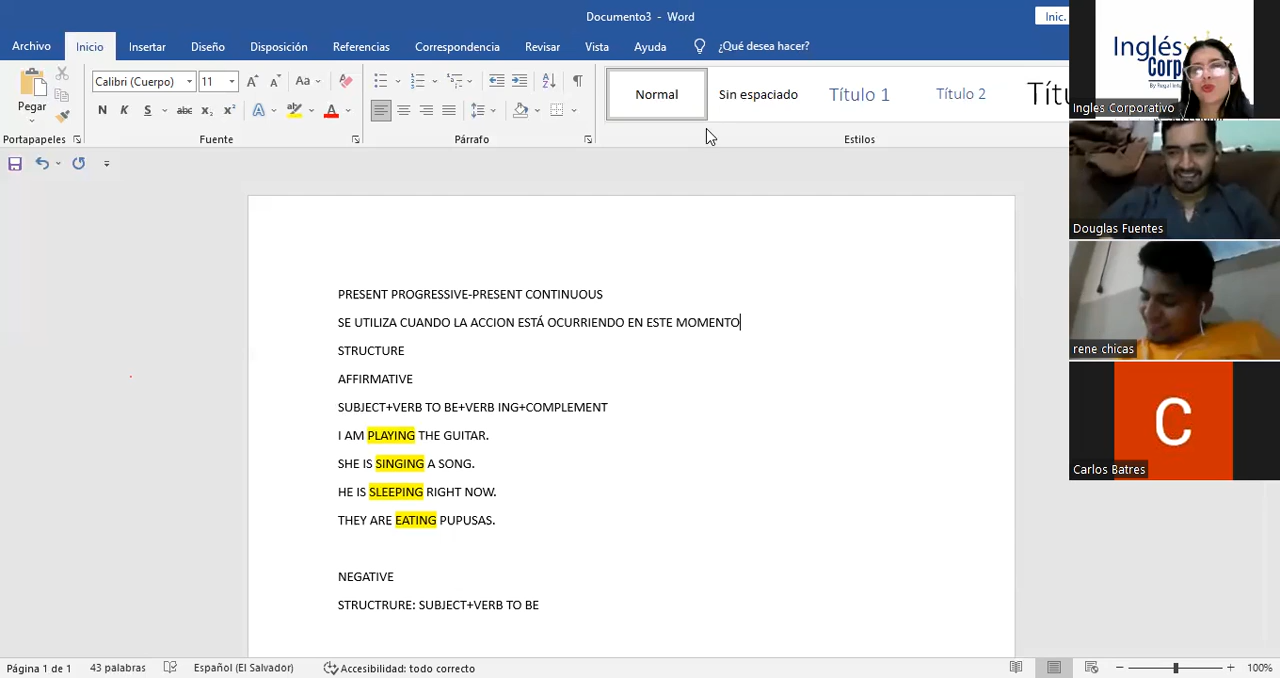 Documento3 - Word
Inic.
Archivo Inicio Insertar Diseño Disposición Referencias Correspondencia Revisar Vista Ayuda ¿Qué desea hacer?
Pegar
Calibri (Cuerpo) 11
Aa
N K S abc x₂ x² A A
Normal Sin espaciado Título 1 Título 2
Portapapeles Fuente Párrafo Estilos
PRESENT PROGRESSIVE-PRESENT CONTINUOUS
SE UTILIZA CUANDO LA ACCION ESTÁ OCURRIENDO EN ESTE MOMENTO
STRUCTURE
AFFIRMATIVE
SUBJECT+VERB TO BE+VERB ING+COMPLEMENT
I AM PLAYING THE GUITAR.
SHE IS SINGING A SONG.
HE IS SLEEPING RIGHT NOW.
THEY ARE EATING PUPUSAS.
NEGATIVE
STRUCTRURE: SUBJECT+VERB TO BE
Inglés
Corp
Ingles Corporativo
Douglas Fuentes
rene chicas
C
Carlos Batres
Página 1 de 1 43 palabras Español (El Salvador) Accesibilidad: todo correcto 100%